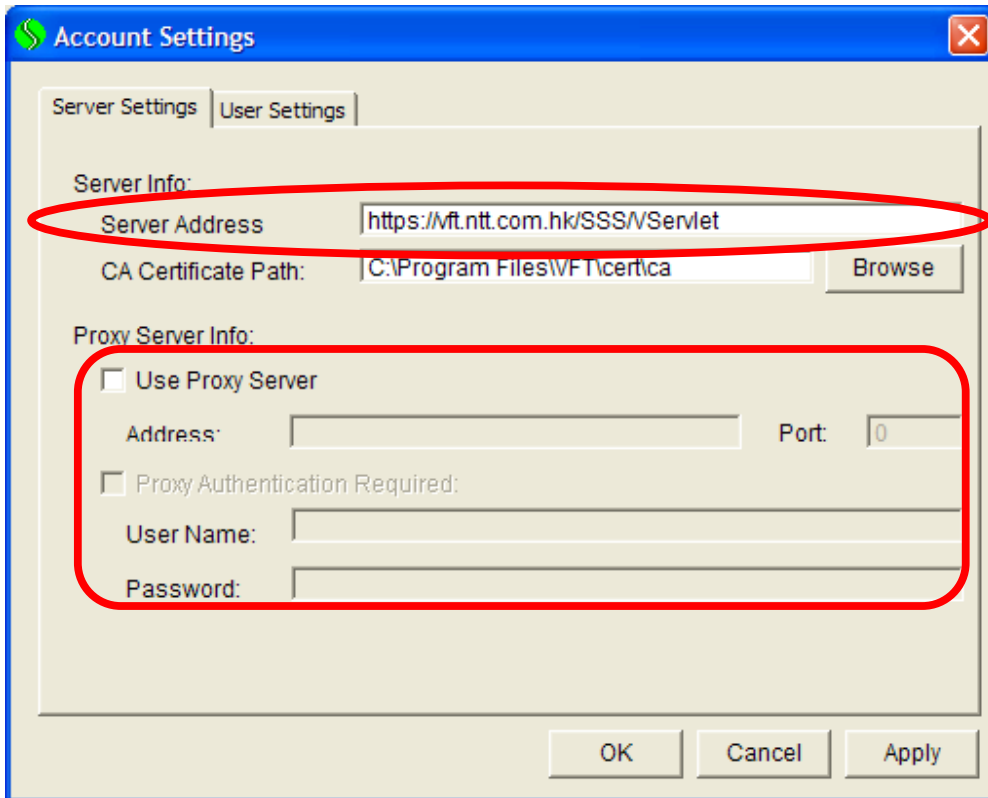 Account Settings
Server Settings User Settings
Server Info:
Server Address https://vft.ntt.com.hk/SSS/VServlet
CA Certificate Path: C:\Program Files\VFT\cert\ca Browse
Proxy Server Info:
Use Proxy Server
Address: Port: 0
Proxy Authentication Required:
User Name:
Password:
OK Cancel Apply